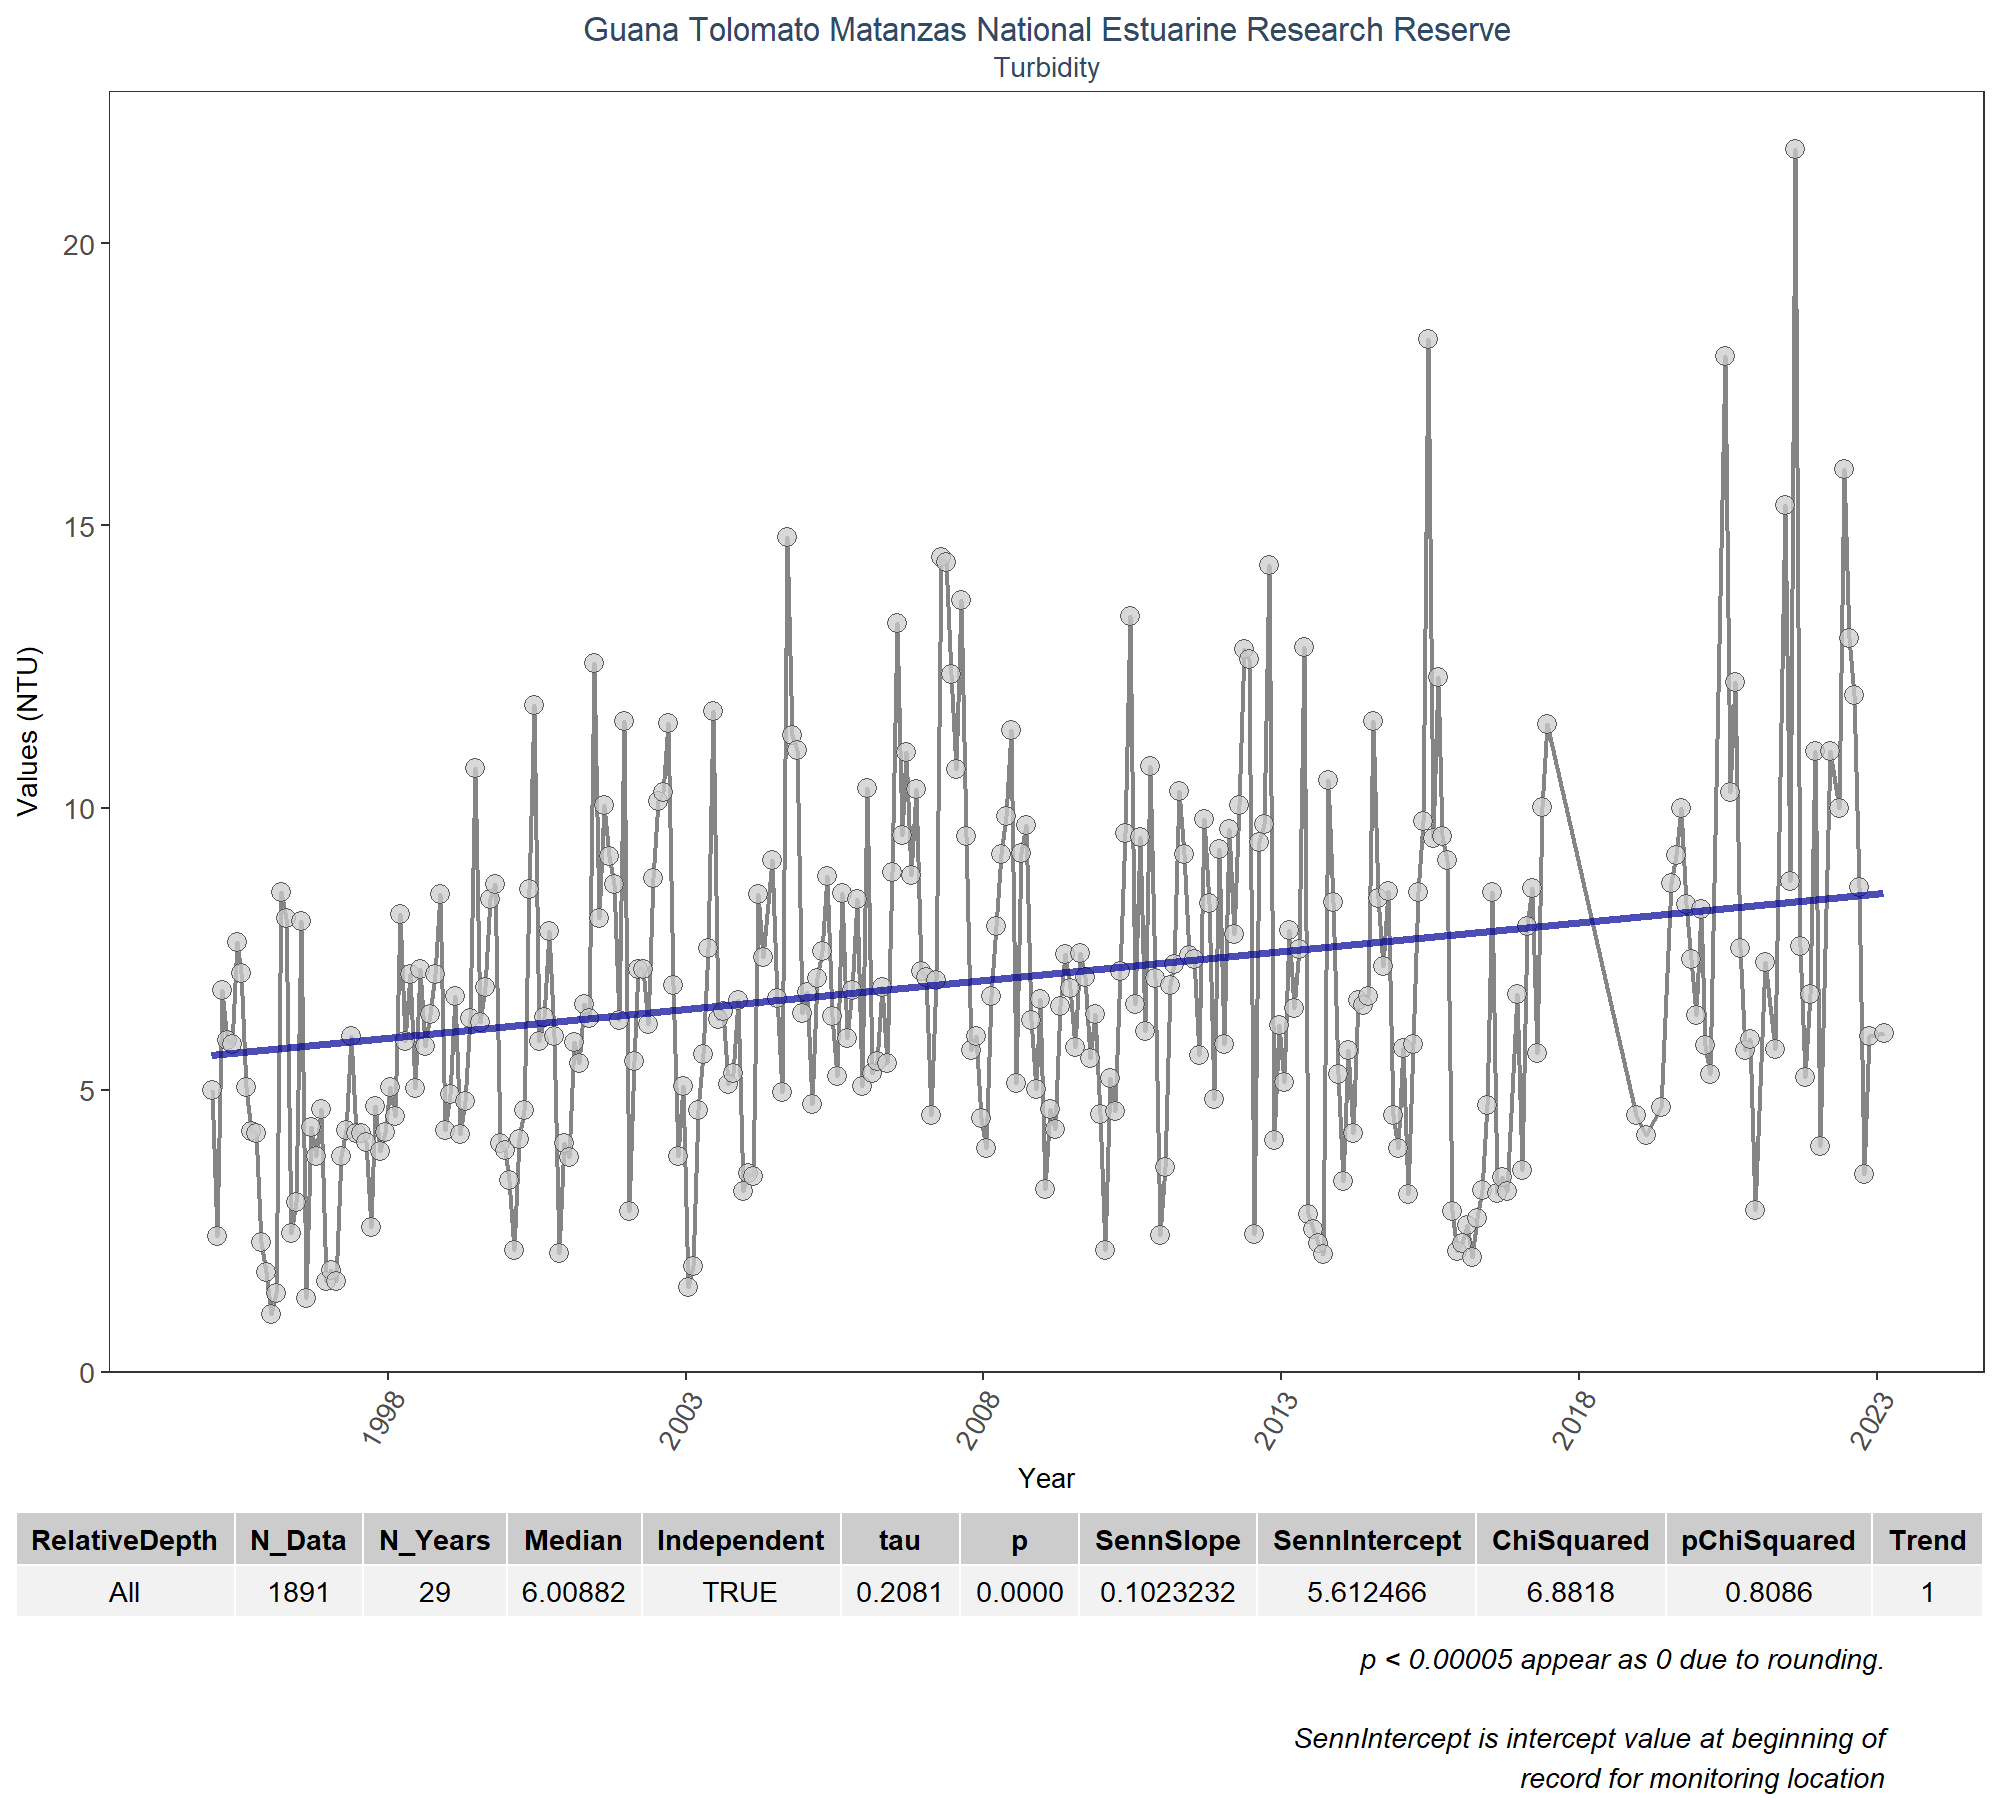 Guana Tolomato Matanzas National Estuarine Research Reserve
Turbidity
20
15
10
5
0
Values (NTU)
1998
2003
2008
2013
2018
2023
Year
RelativeDepth N_Data N_Years Median Independent tau p SennSlope SennIntercept ChiSquared pChiSquared Trend
All 1891 29 6.00882 TRUE 0.2081 0.0000 0.1023232 5.612466 6.8818 0.8086 1
p < 0.00005 appear as 0 due to rounding.
SennIntercept is intercept value at beginning of
record for monitoring location